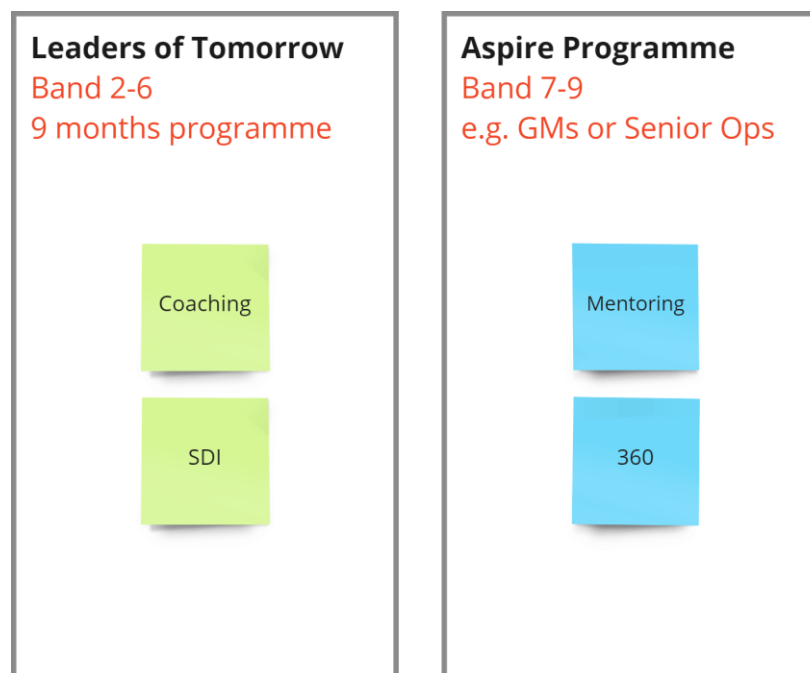 Leaders of Tomorrow
Band 2-6
9 months programme
Coaching
SDI
Aspire Programme
Band 7-9
e.g. GMs or Senior Ops
Mentoring
360